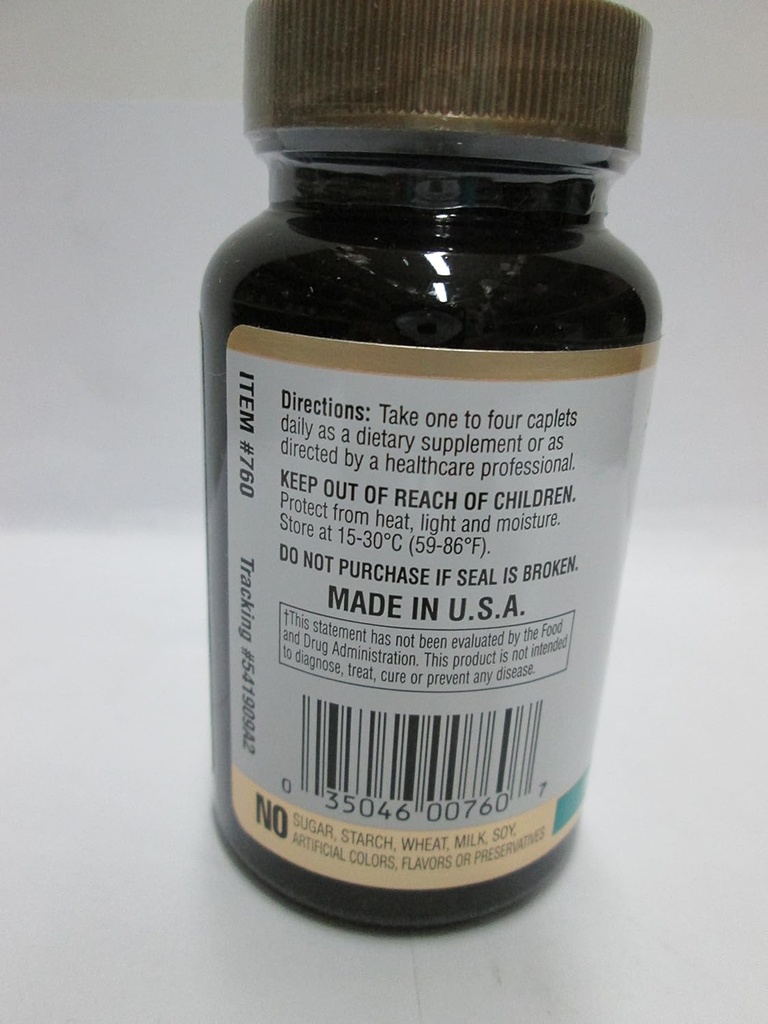 ITEM #760
Tracking #541909A2
Directions: Take one to four caplets
daily as a dietary supplement or as
directed by a healthcare professional.
KEEP OUT OF REACH OF CHILDREN.
Protect from heat, light and moisture.
Store at 15-30°C (59-86°F).
DO NOT PURCHASE IF SEAL IS BROKEN.
MADE IN U.S.A.
†This statement has not been evaluated by the Food
and Drug Administration. This product is not intended
to diagnose, treat, cure or prevent any disease.
0 35046 00760 7
NO SUGAR, STARCH, WHEAT, MILK, SOY,
ARTIFICIAL COLORS, FLAVORS OR PRESERVATIVES